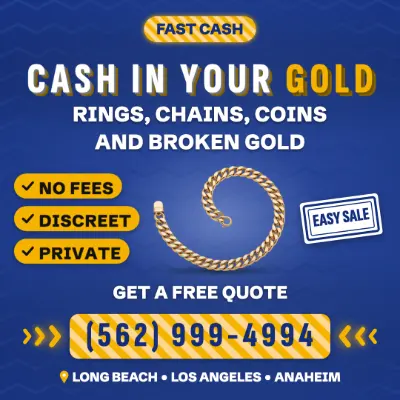 FAST CASH
CASH IN YOUR GOLD
RINGS, CHAINS, COINS
AND BROKEN GOLD
NO FEES
DISCREET
PRIVATE
EASY SALE
GET A FREE QUOTE
(562) 999-4994
LONG BEACH • LOS ANGELES • ANAHEIM